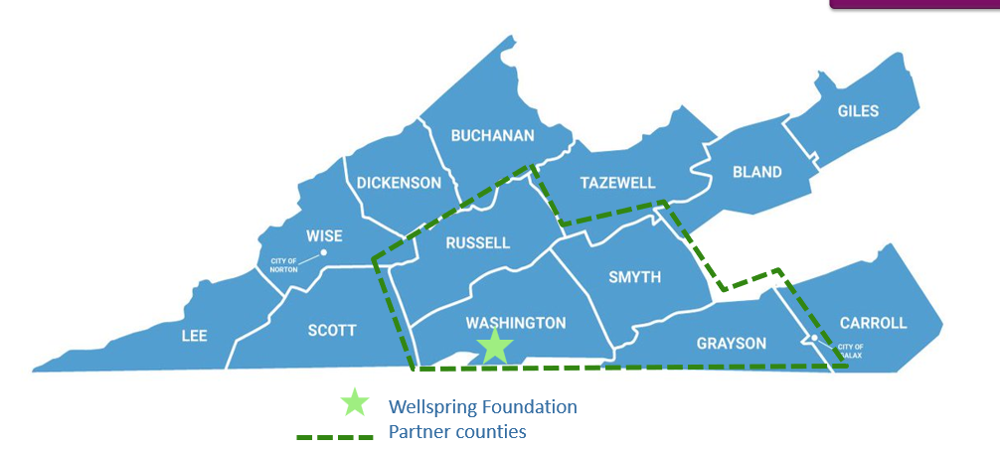 GILES
BUCHANAN
BLAND
DICKENSON
TAZEWELL
WISE
RUSSELL
CITY OF
NORTON
SMYTH
LEE
SCOTT
WASHINGTON
GRAYSON
CARROLL
CITY OF
GALAX
Wellspring Foundation
Partner counties